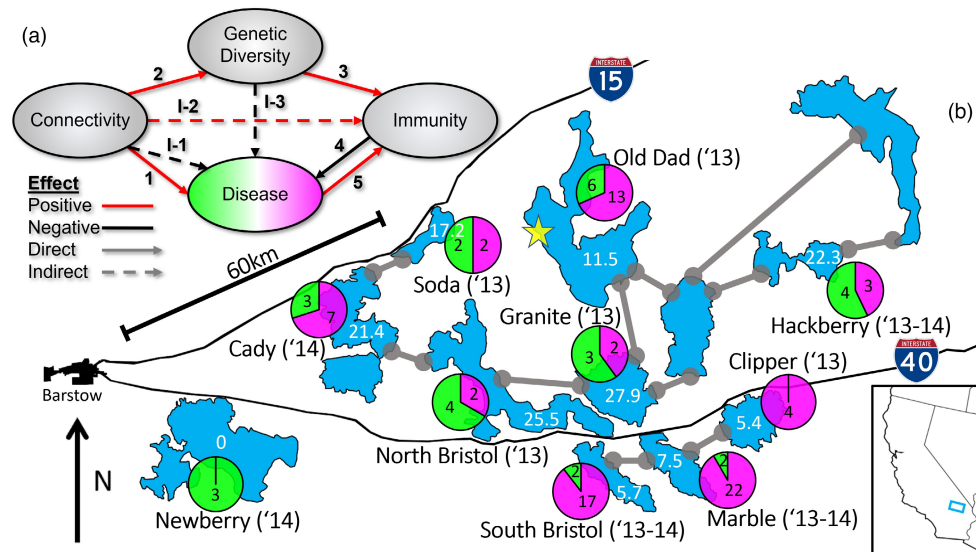 (a)
Genetic
Diversity
2
3
I-3
I-2
Connectivity
Immunity
I-1
4
1
5
Disease
Effect
Positive
Negative
Direct
Indirect
60km
INTERSTATE
15
(b)
Old Dad (‘13)
6
13
17.2
2
2
Soda (‘13)
11.5
22.3
3
4
Hackberry (‘13-14)
3
7
21.4
Cady (‘14)
Granite (‘13)
2
3
27.9
Clipper (‘13)
4
5.4
INTERSTATE
40
Barstow
2
4
25.5
North Bristol (‘13)
N
0
3
Newberry (‘14)
2
17
5.7
South Bristol (‘13-14)
7.5
2
22
Marble (‘13-14)